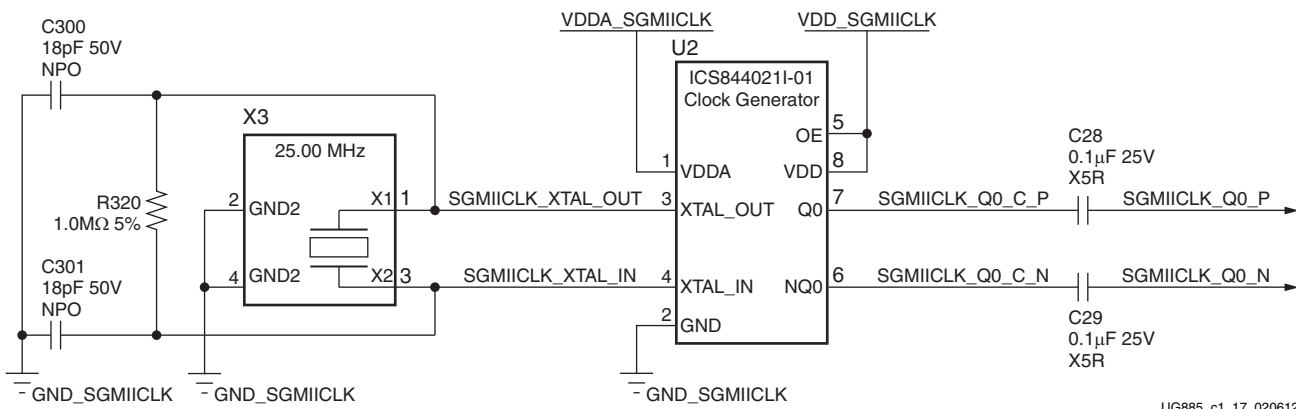 C300
18pF 50V
NPO
R320
1.0MΩ 5%
C301
18pF 50V
NPO
GND_SGMIICLK
X3
25.00 MHz
2
GND2
4
GND2
X1
1
X2
3
GND_SGMIICLK
SGMIICLK_XTAL_OUT
SGMIICLK_XTAL_IN
VDDA_SGMIICLK
VDD_SGMIICLK
U2
ICS844021I-01
Clock Generator
1
VDDA
3
XTAL_OUT
4
XTAL_IN
2
GND
OE
5
VDD
8
Q0
7
NQ0
6
GND_SGMIICLK
SGMIICLK_Q0_C_P
SGMIICLK_Q0_C_N
C28
0.1μF 25V
X5R
SGMIICLK_Q0_P
SGMIICLK_Q0_N
C29
0.1μF 25V
X5R
UG885_c1_17_020612